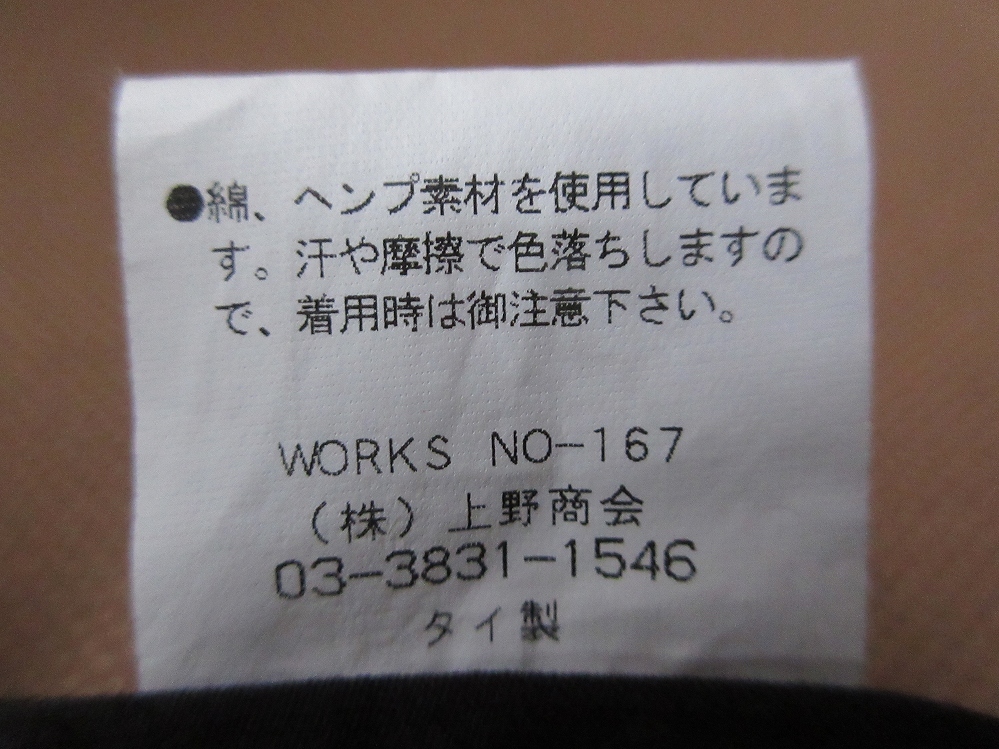 ●綿、ヘンプ素材を使用していま
す。汗や摩擦で色落ちしますの
で、着用時は御注意下さい。
WORKS NO-167
(株)上野商会
03-3831-1546
タイ製